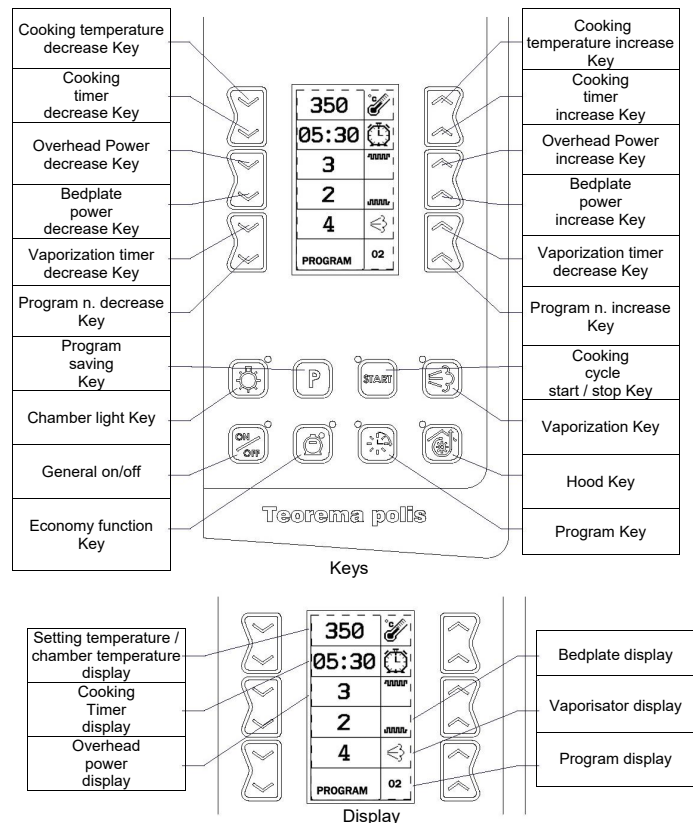 Cooking temperature
decrease Key
Cooking
timer
decrease Key
Overhead Power
decrease Key
Bedplate
power
decrease Key
Vaporization timer
decrease Key
Program n. decrease
Key
Program
saving
Key
Chamber light Key
General on/off
Economy function
Key
350 °c
05:30
3
2
4
PROGRAM 02
P
START
ON
OFF
Teorema polis
Cooking
temperature increase
Key
Cooking
timer
increase Key
Overhead Power
increase Key
Bedplate
power
increase Key
Vaporization timer
decrease Key
Program n. increase
Key
Cooking
cycle
start / stop Key
Vaporization Key
Hood Key
Program Key
Keys
Setting temperature /
chamber temperature
display
Cooking
Timer
display
Overhead
power
display
350 °c
05:30
3
2
4
PROGRAM 02
Bedplate display
Vaporisator display
Program display
Display